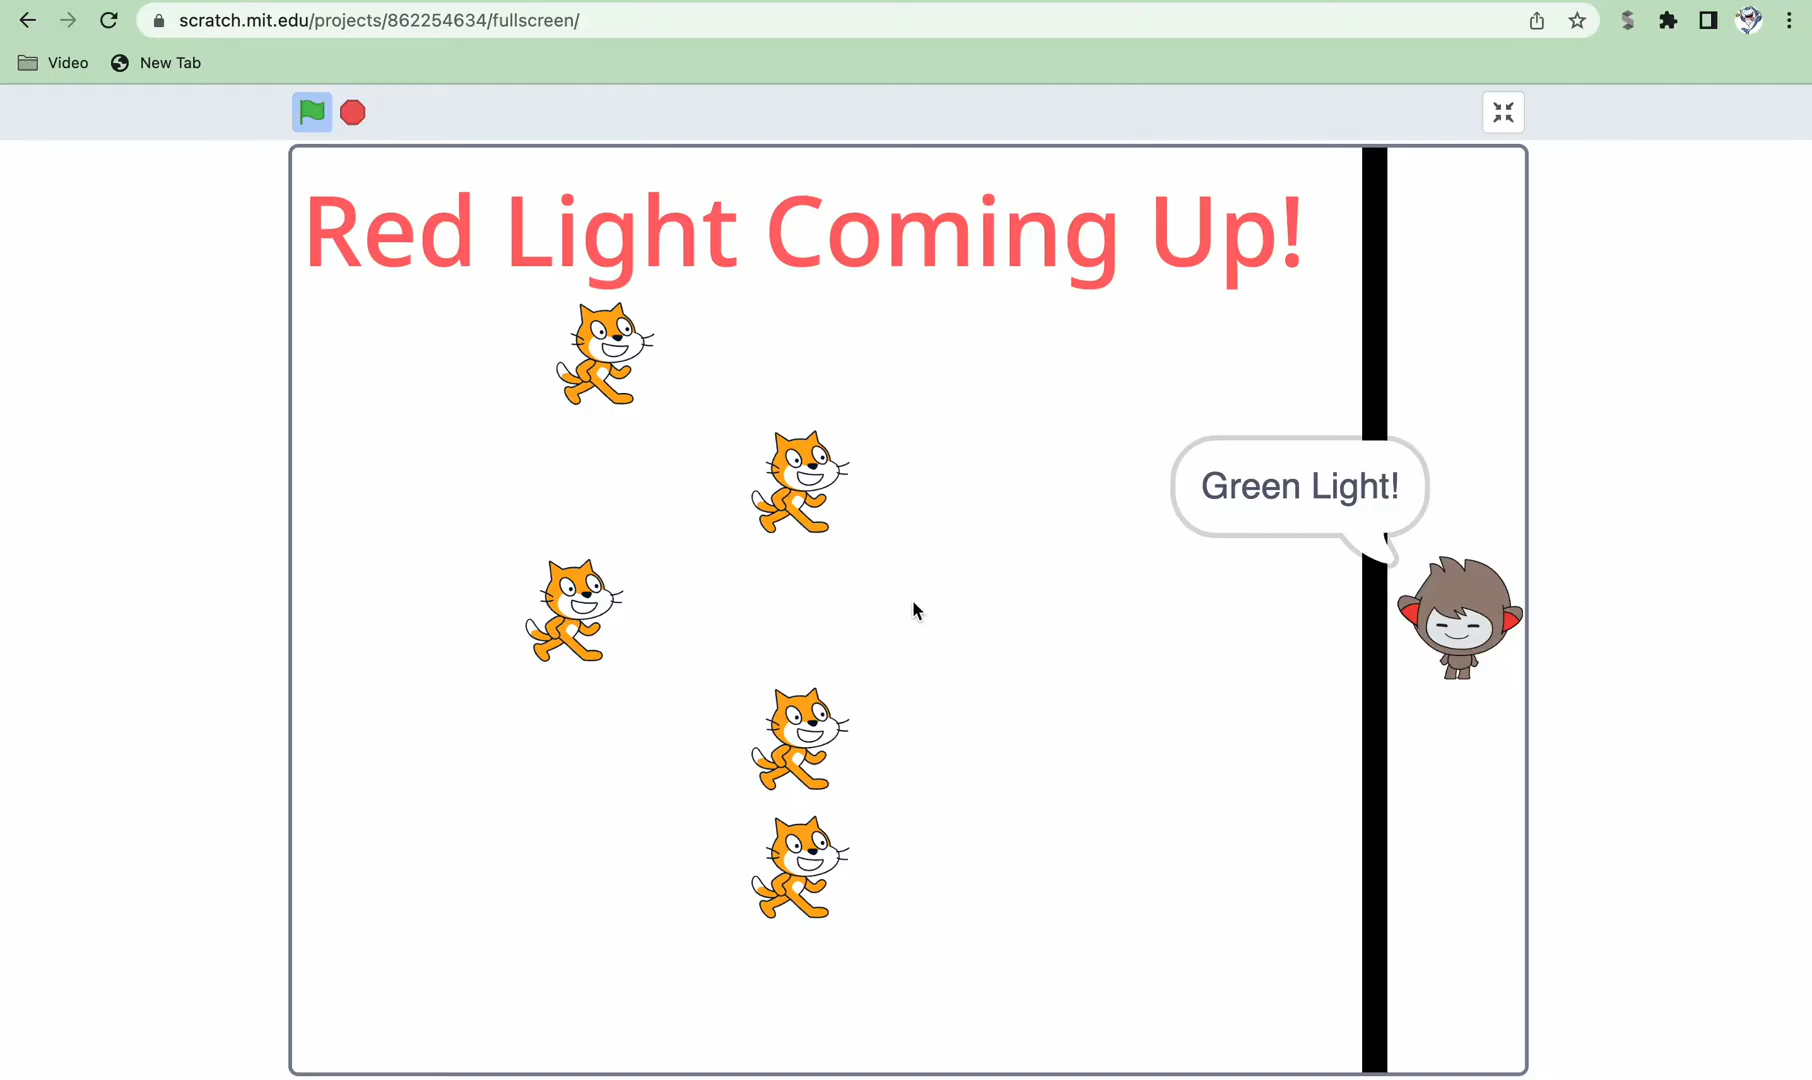 scratch.mit.edu/projects/862254634/fullscreen/
Video New Tab
Red Light Coming Up!
Green Light!